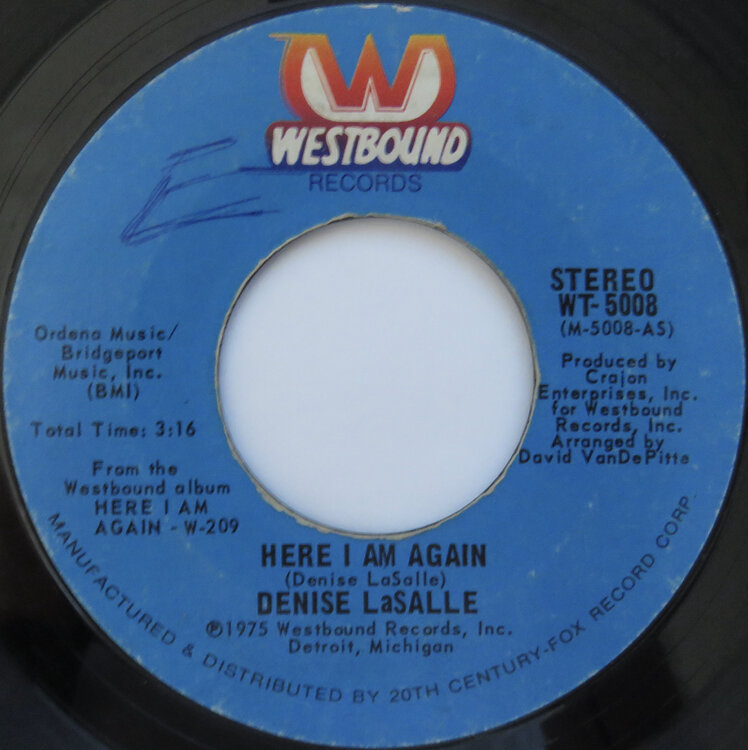 W
WESTBOUND
RECORDS
E
STEREO
WT-5008
(M-5008-AS)
Ordena Music/
Bridgeport
Music, Inc.
(BMI)
Total Time: 3:16
From the
Westbound album
HERE I AM
AGAIN - W-209
Produced by
Crajon
Enterprises, Inc.
for Westbound
Records, Inc.
Arranged by
David VanDePitte
HERE I AM AGAIN
(Denise LaSalle)
DENISE LaSALLE
℗1975 Westbound Records, Inc.
Detroit, Michigan
MANUFACTURED & DISTRIBUTED BY 20TH CENTURY-FOX RECORD CORP.